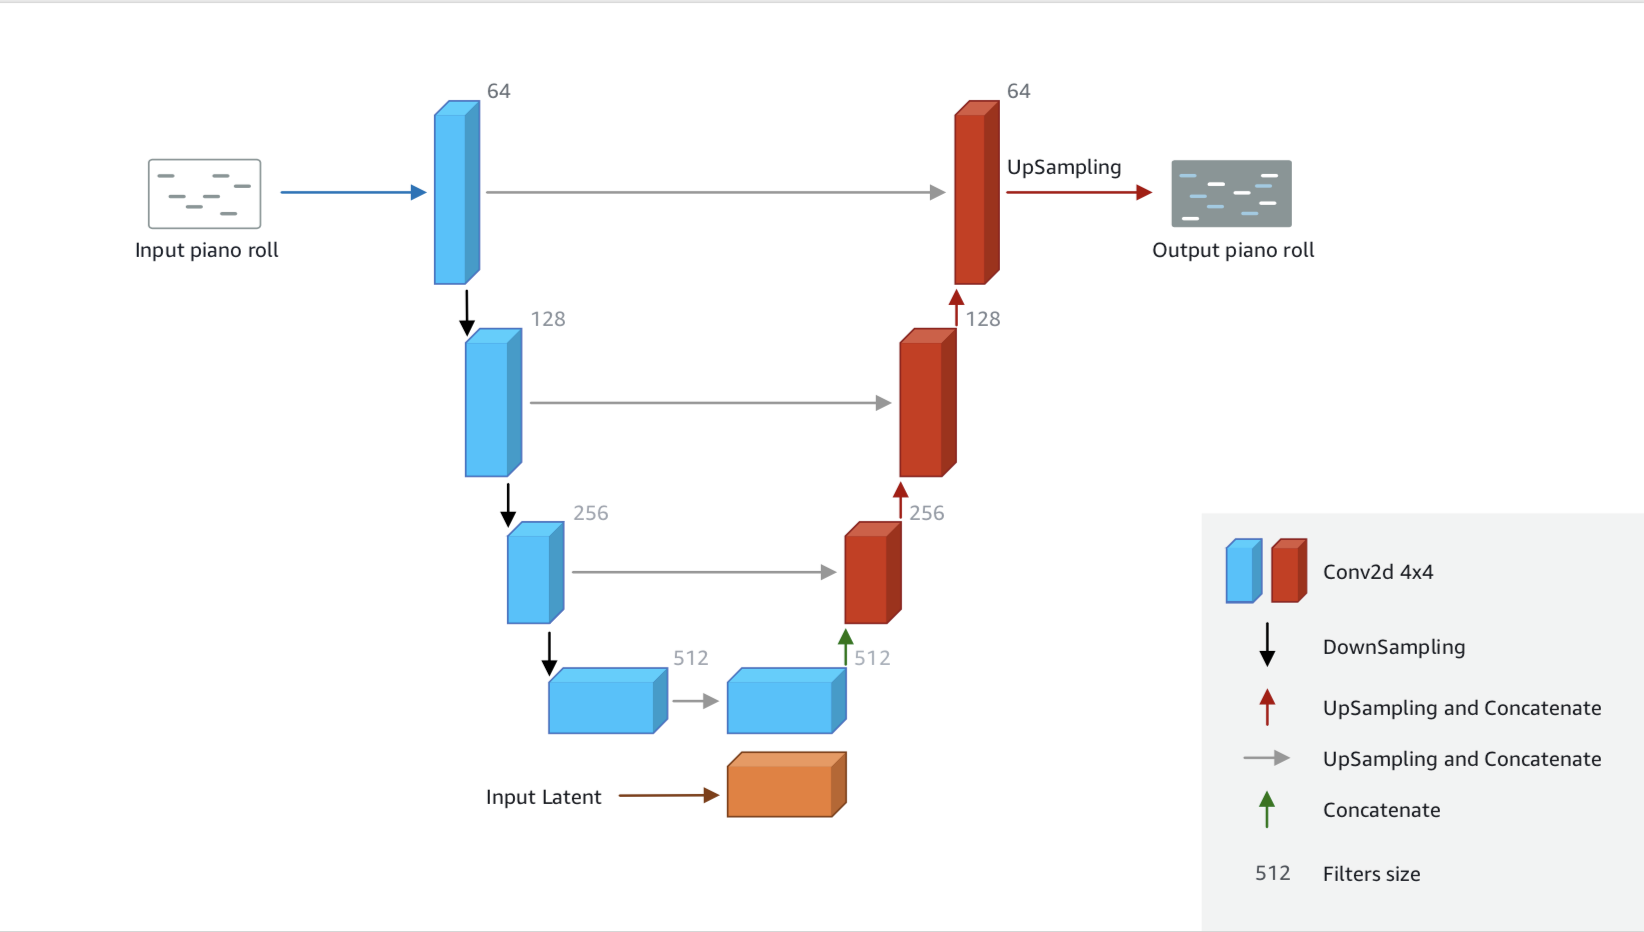 64
64
UpSampling
Input piano roll
Output piano roll
128
128
256
256
512
512
Input Latent
Conv2d 4x4
DownSampling
UpSampling and Concatenate
UpSampling and Concatenate
Concatenate
512 Filters size